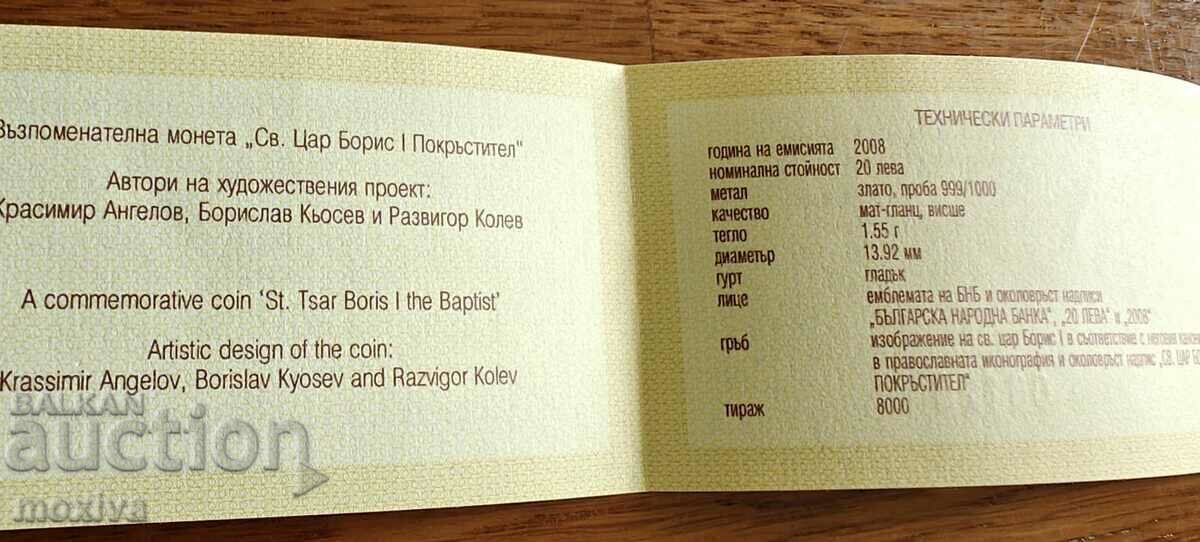 Възпоменателна монета „Св. Цар Борис I Покръстител"
Автори на художествения проект:
Красимир Ангелов, Борислав Кьосев и Развигор Колев
A commemorative coin 'St. Tsar Boris I the Baptist'
Artistic design of the coin:
Krassimir Angelov, Borislav Kyosev and Razvigor Kolev
ТЕХНИЧЕСКИ ПАРАМЕТРИ
година на емисията 2008
номинална стойност 20 лева
метал злато, проба 999/1000
качество мат-гланц, висше
тегло 1.55 г
диаметър 13.92 мм
гурт гладък
лице емблемата на БНБ и околовръст надписи
„БЪЛГАРСКА НАРОДНА БАНКА", „20 ЛЕВА" и „2008"
гръб изображение на св. цар Борис I в съответствие с неговия
в православната иконография и околовръст надпис „СВ. ЦАР
ПОКРЪСТИТЕЛ"
тираж 8000
BALKAN
auction
moxiva